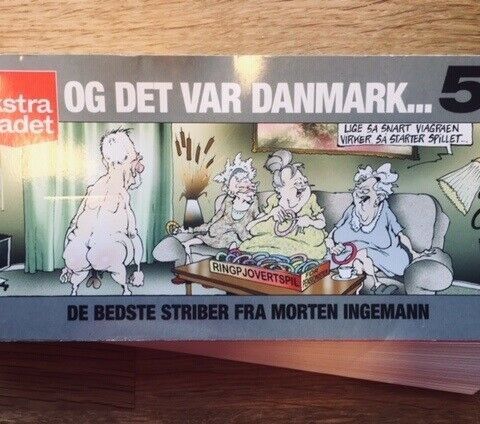 kstra
adet
OG DET VAR DANMARK... 5
LIGE SÅ SNART VIAGRAEN
VIRKER SÅ STARTER SPILLET...
RINGPJOVERTSPIL
DE BEDSTE STRIBER FRA MORTEN INGEMANN